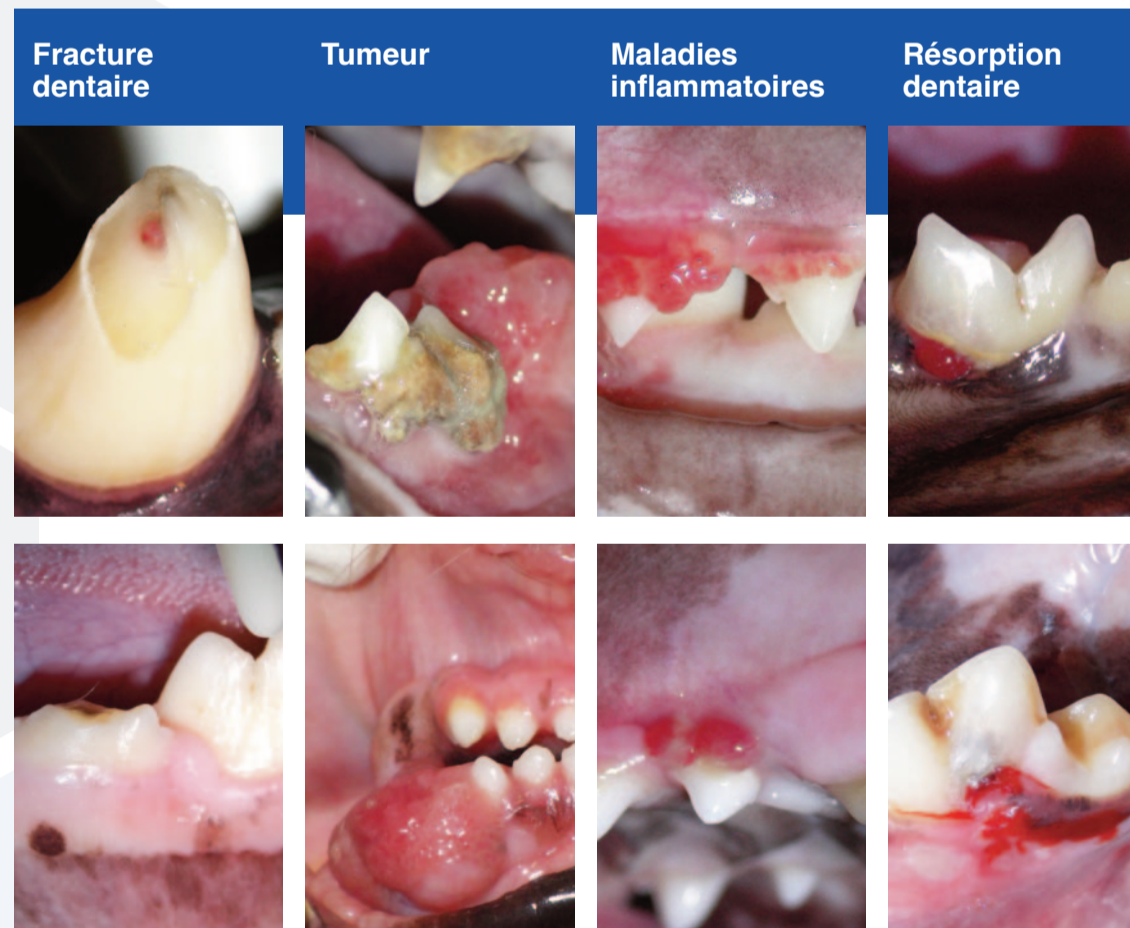 Fracture
dentaire
Tumeur
Maladies
inflammatoires
Résorption
dentaire